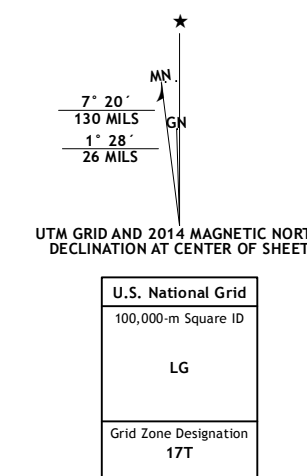 ★
MN
7° 20´
130 MILS
GN
1° 28´
26 MILS
UTM GRID AND 2014 MAGNETIC NORT
DECLINATION AT CENTER OF SHEET
U.S. National Grid
100,000-m Square ID
LG
Grid Zone Designation
17T